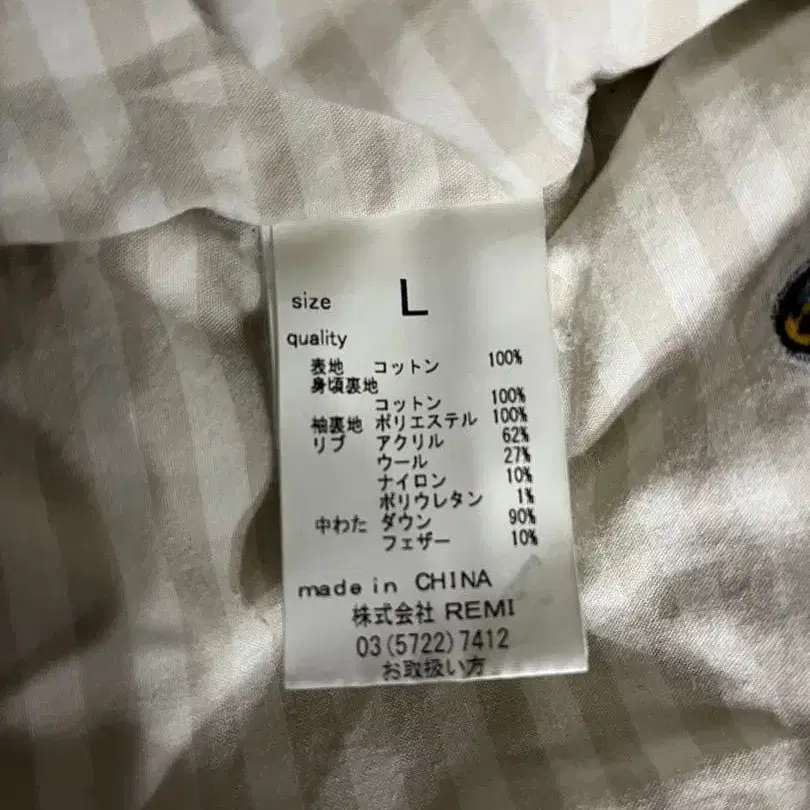 size L
quality
表地 コットン 100%
身頃裏地
コットン 100%
袖裏地 ポリエステル 100%
リブ アクリル 62%
ウール 27%
ナイロン 10%
ポリウレタン 1%
中わた ダウン 90%
フェザー 10%
made in CHINA
株式会社 REMI
03(5722)7412
お取扱い方